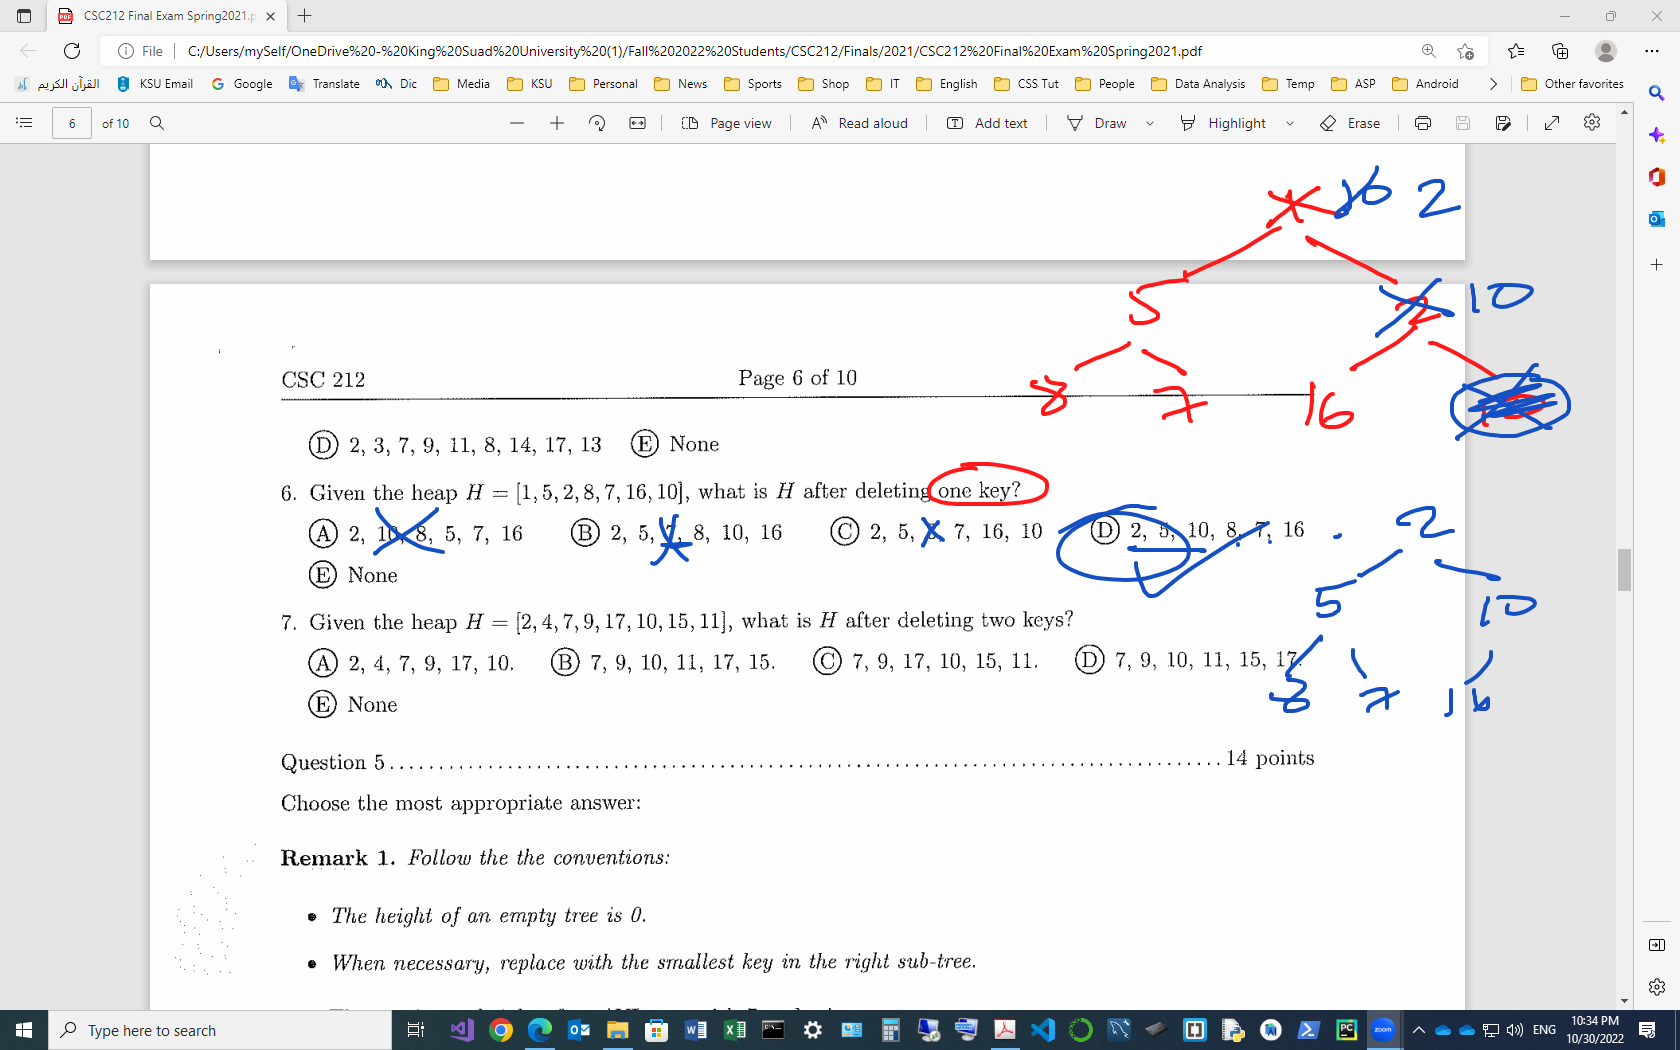 CSC212 Final Exam Spring2021.p
File C:/Users/mySelf/OneDrive%20-%20King%20Suad%20University%20(1)/Fall%202022%20Students/CSC212/Finals/2021/CSC212%20Final%20Exam%20Spring2021.pdf
القرآن الكريم KSU Email Google Translate Dic Media KSU Personal News Sports Shop IT English CSS Tut People Data Analysis Temp ASP Android Other favorites
6 of 10 Page view Read aloud Add text Draw Highlight Erase
16 2
5 2 10
8 7 16
CSC 212 Page 6 of 10
D 2, 3, 7, 9, 11, 8, 14, 17, 13 E None
6. Given the heap H = [1, 5, 2, 8, 7, 16, 10], what is H after deleting one key?
A 2, 10, 8, 5, 7, 16 B 2, 5, 7, 8, 10, 16 C 2, 5, 8, 7, 16, 10 D 2, 5, 10, 8, 7, 16
E None
2
5 10
8 7 16
7. Given the heap H = [2, 4, 7, 9, 17, 10, 15, 11], what is H after deleting two keys?
A 2, 4, 7, 9, 17, 10. B 7, 9, 10, 11, 17, 15. C 7, 9, 17, 10, 15, 11. D 7, 9, 10, 11, 15, 17.
E None
Question 5 14 points
Choose the most appropriate answer:
Remark 1. Follow the the conventions:
• The height of an empty tree is 0.
• When necessary, replace with the smallest key in the right sub-tree.
Type here to search ENG 10:34 PM
10/30/2022
zoom